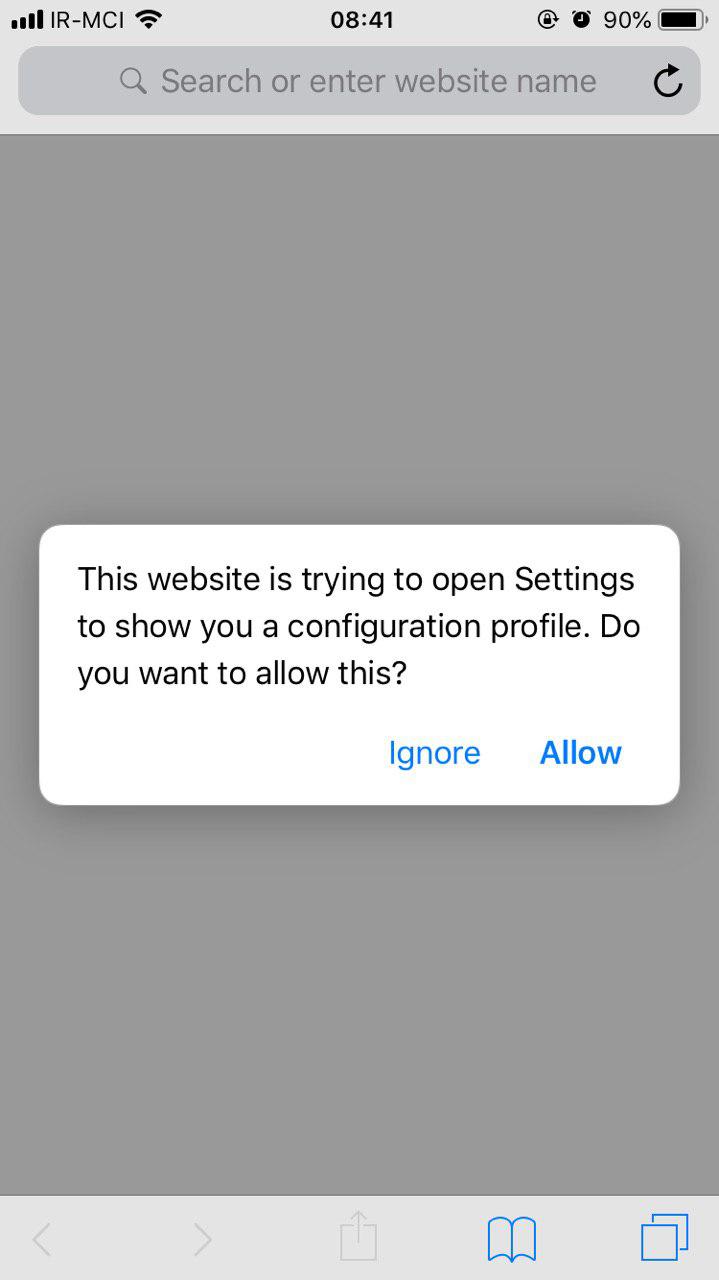 IR-MCI 08:41 90%
Search or enter website name
This website is trying to open Settings
to show you a configuration profile. Do
you want to allow this?
Ignore Allow